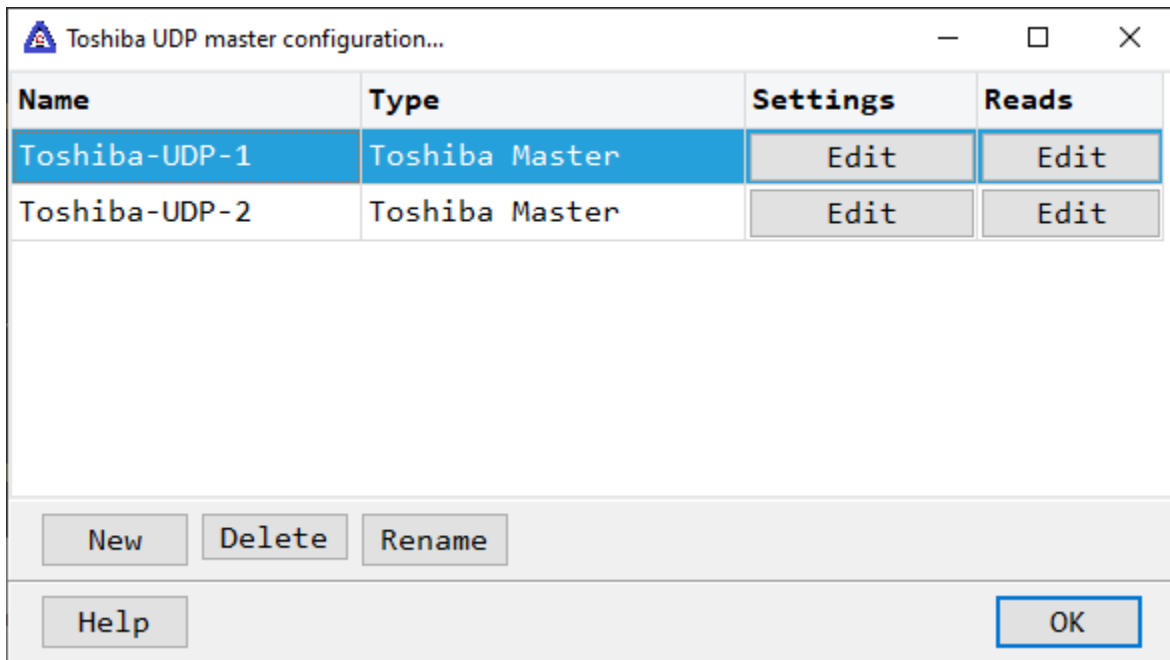 Toshiba UDP master configuration...
Name Type Settings Reads
Toshiba-UDP-1 Toshiba Master Edit Edit
Toshiba-UDP-2 Toshiba Master Edit Edit
New Delete Rename
Help OK